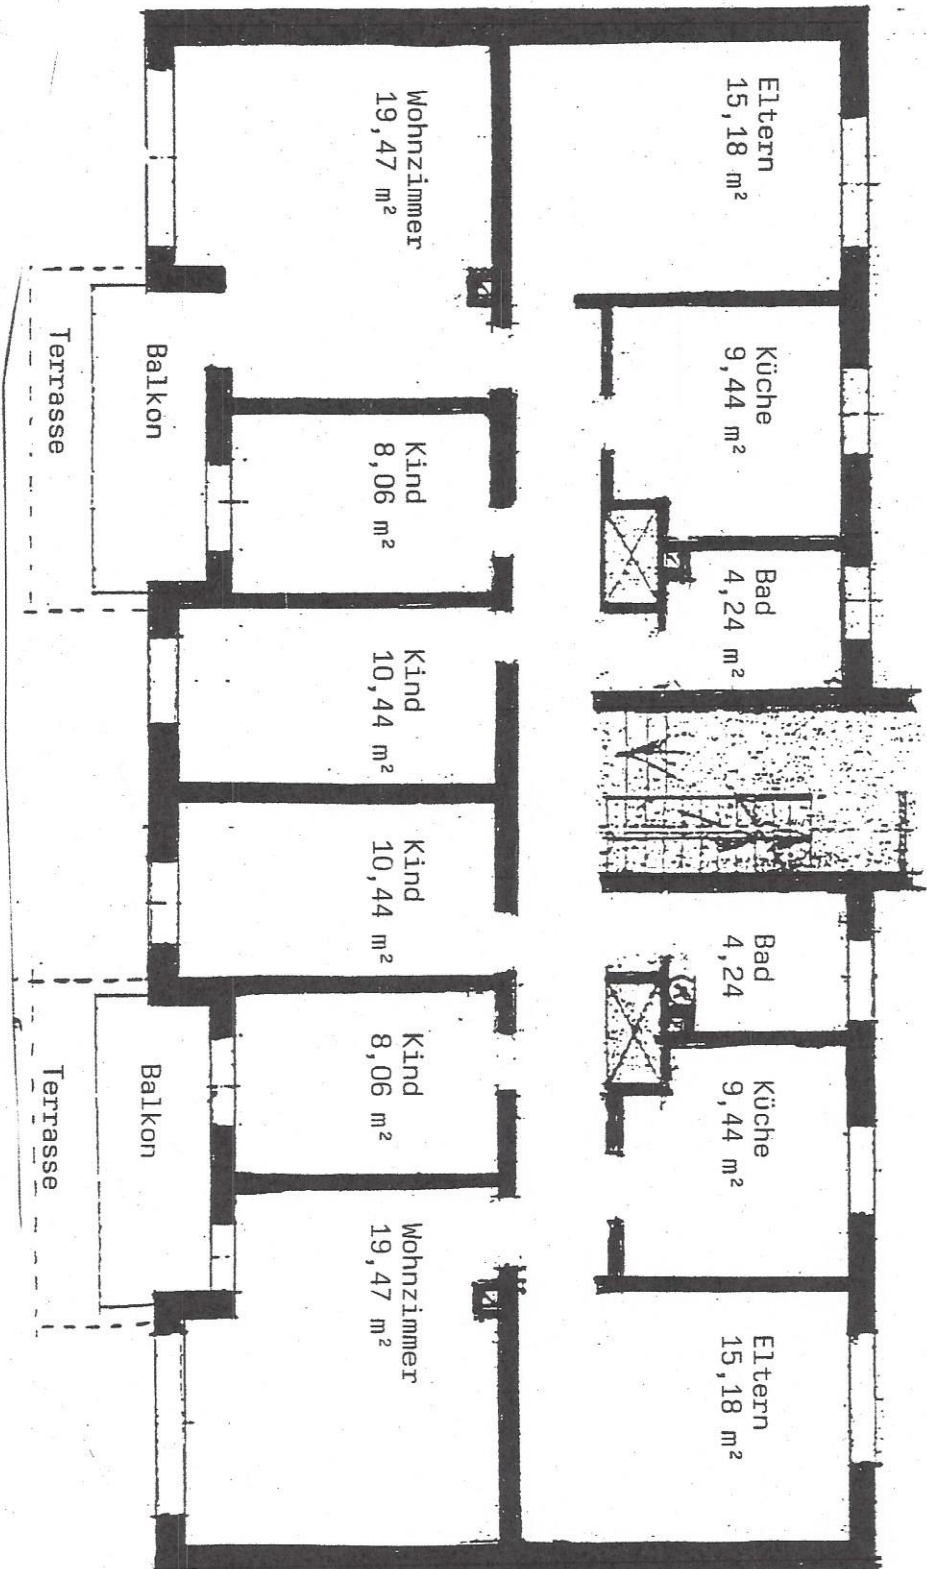 Eltern
15,18 m²
Küche
9,44 m²
Bad
4,24 m²
Bad
4,24
Küche
9,44 m²
Eltern
15,18 m²
Wohnzimmer
19,47 m²
Kind
8,06 m²
Kind
10,44 m²
Kind
10,44 m²
Kind
8,06 m²
Wohnzimmer
19,47 m²
Balkon
Terrasse
Balkon
Terrasse